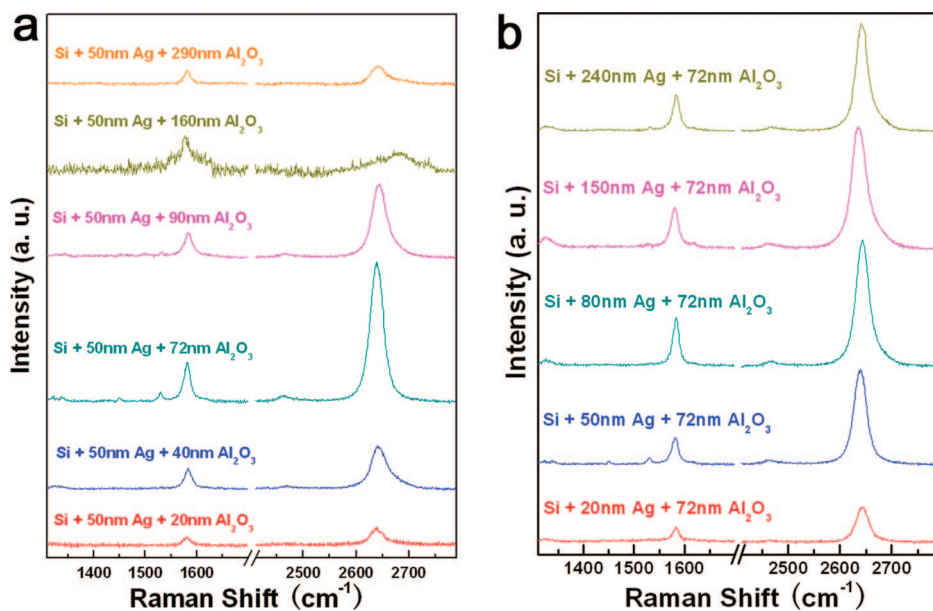 a
Si + 50nm Ag + 290nm Al2O3
Si + 50nm Ag + 160nm Al2O3
Si + 50nm Ag + 90nm Al2O3
Si + 50nm Ag + 72nm Al2O3
Si + 50nm Ag + 40nm Al2O3
Si + 50nm Ag + 20nm Al2O3
Intensity (a. u.)
1400 1500 1600 2500 2600 2700
Raman Shift (cm-1)
b
Si + 240nm Ag + 72nm Al2O3
Si + 150nm Ag + 72nm Al2O3
Si + 80nm Ag + 72nm Al2O3
Si + 50nm Ag + 72nm Al2O3
Si + 20nm Ag + 72nm Al2O3
Intensity (a. u.)
1400 1500 1600 2500 2600 2700
Raman Shift (cm-1)